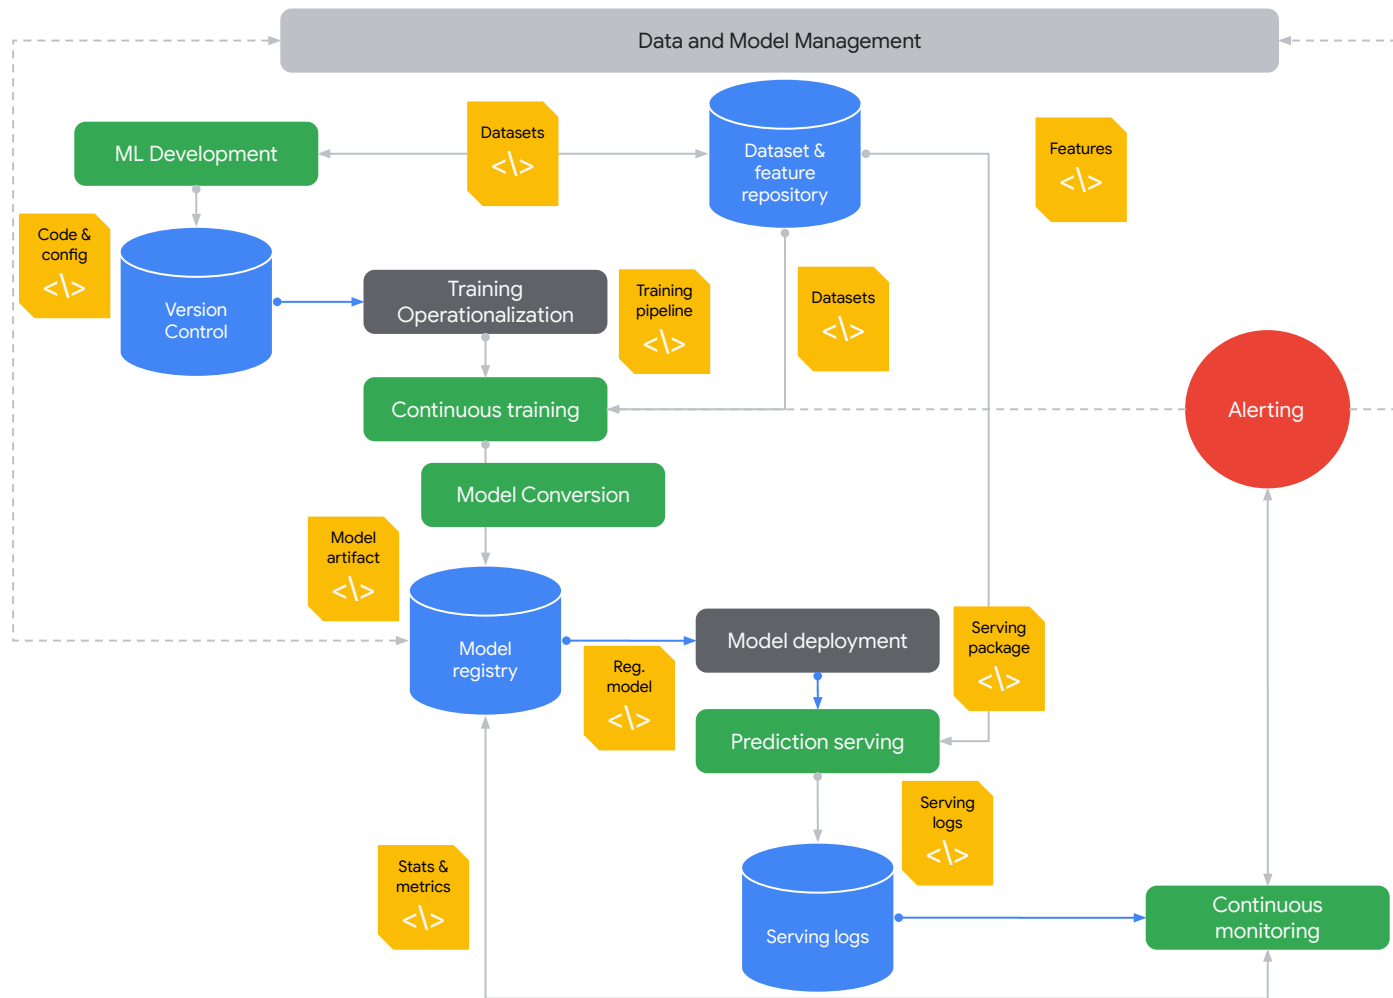 Data and Model Management
ML Development
Datasets
</>
Dataset &
feature
repository
Features
</>
Code &
config
</>
Version
Control
Training
Operationalization
Training
pipeline
</>
Datasets
</>
Continuous training
Alerting
Model Conversion
Model
artifact
</>
Model
registry
Reg.
model
</>
Model deployment
Serving
package
</>
Prediction serving
Serving
logs
</>
Stats &
metrics
</>
Serving logs
Continuous
monitoring